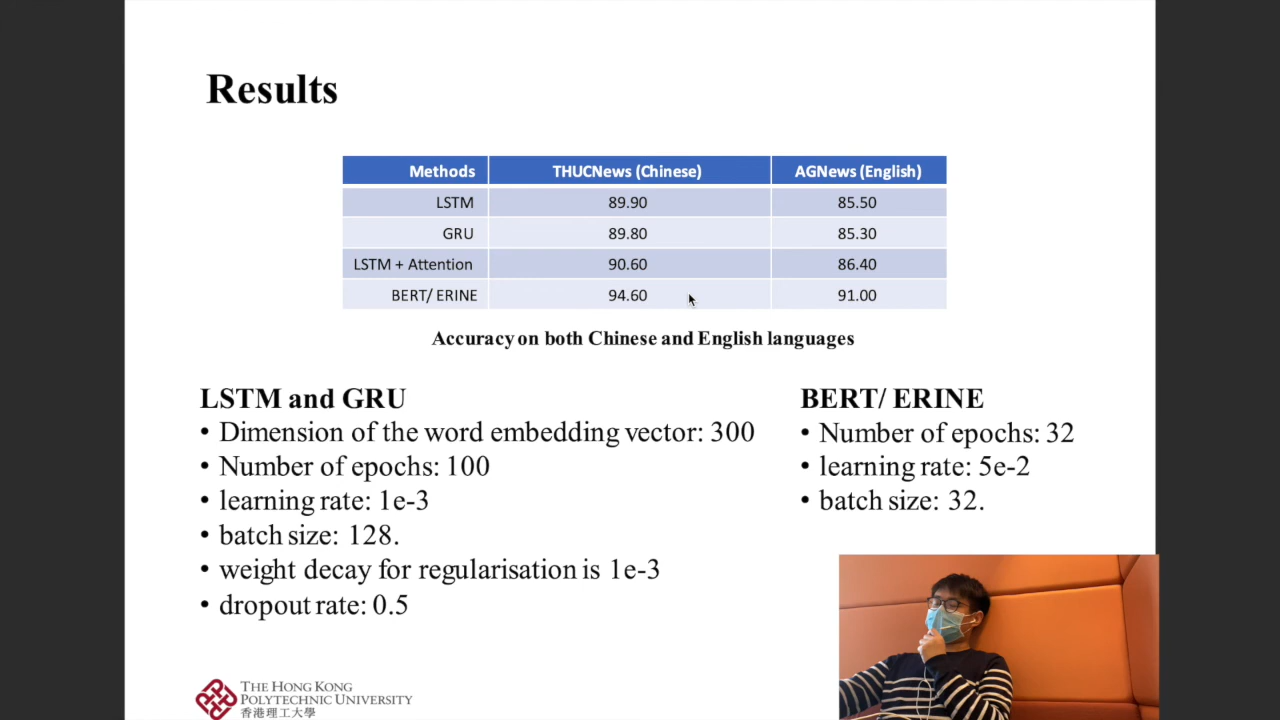 Results
Methods THUCNews (Chinese) AGNews (English)
LSTM 89.90 85.50
GRU 89.80 85.30
LSTM + Attention 90.60 86.40
BERT/ ERINE 94.60 91.00
Accuracy on both Chinese and English languages
LSTM and GRU
• Dimension of the word embedding vector: 300
• Number of epochs: 100
• learning rate: 1e-3
• batch size: 128.
• weight decay for regularisation is 1e-3
• dropout rate: 0.5
BERT/ ERINE
• Number of epochs: 32
• learning rate: 5e-2
• batch size: 32.
THE HONG KONG
POLYTECHNIC UNIVERSITY
香港理工大學